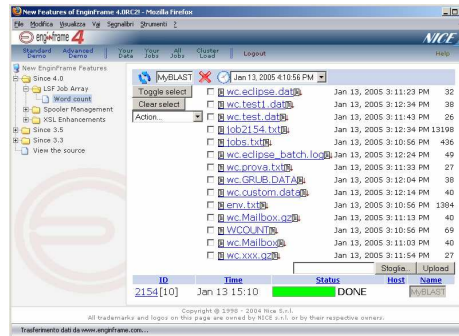 New Features of EnginFrame 4.0RC2! - Mozilla Firefox
File Modifica Visualizza Vai Segnalibri Strumenti ?
enginframe 4
NICE
Standard Demo Advanced Demo Your Data Your Jobs All Jobs Cluster Load Logout Help
New EnginFrame Features
Since 4.0
LSF Job Array
Word count
Spooler Management
XSL Enhancements
Since 3.5
Since 3.3
View the source
MyBLAST Jan 13, 2005 4:10:56 PM
Toggle select
Clear select
Action...
wc.eclipse.dat Jan 13, 2005 3:11:23 PM 32
wc.test1.dat Jan 13, 2005 3:12:34 PM 38
wc.test.dat Jan 13, 2005 3:11:43 PM 26
job2154.txt Jan 13, 2005 3:12:34 PM 13198
jobs.txt Jan 13, 2005 3:10:56 PM 436
wc.eclipse_batch.log Jan 13, 2005 3:12:24 PM 49
wc.prova.txt Jan 13, 2005 3:11:33 PM 27
wc.GRUB.DATA Jan 13, 2005 3:12:04 PM 38
wc.custom.data Jan 13, 2005 3:12:14 PM 40
env.txt Jan 13, 2005 3:10:56 PM 1384
wc.Mailbox.gz Jan 13, 2005 3:11:13 PM 40
WCOUNT Jan 13, 2005 3:10:56 PM 69
wc.Mailbox Jan 13, 2005 3:11:03 PM 40
wc.xxx.gz Jan 13, 2005 3:11:54 PM 27
Sfoglia... Upload
ID Time Status Host Name
2154[10] Jan 13 15:10 DONE MyBLAST
Copyright @ 1998 - 2004 Nice S.r.l.
All trademarks and logos on this page are owned by NICE s.r.l. or by their respective owners.
Trasferimento dati da www.enginframe.com...